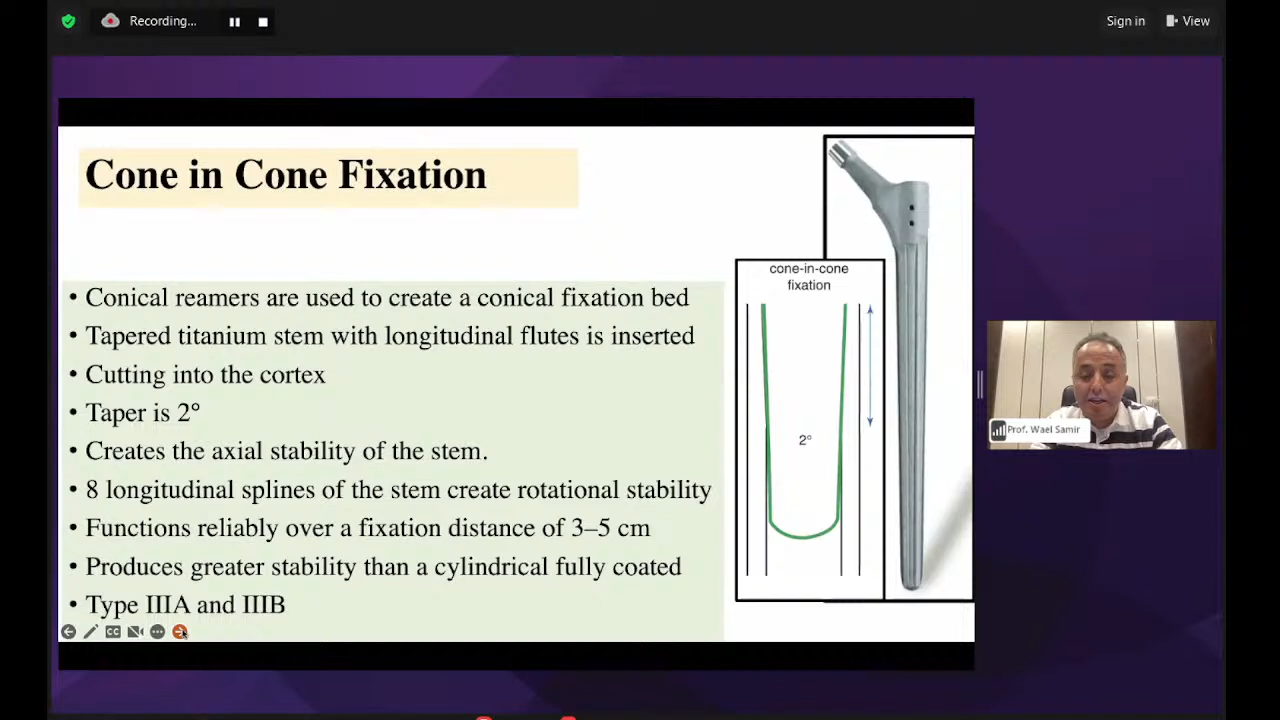 Recording...
Sign in
View
Cone in Cone Fixation
• Conical reamers are used to create a conical fixation bed
• Tapered titanium stem with longitudinal flutes is inserted
• Cutting into the cortex
• Taper is 2°
• Creates the axial stability of the stem.
• 8 longitudinal splines of the stem create rotational stability
• Functions reliably over a fixation distance of 3–5 cm
• Produces greater stability than a cylindrical fully coated
• Type IIIA and IIIB
cone-in-cone
fixation
2°
Prof. Wael Samir
CC